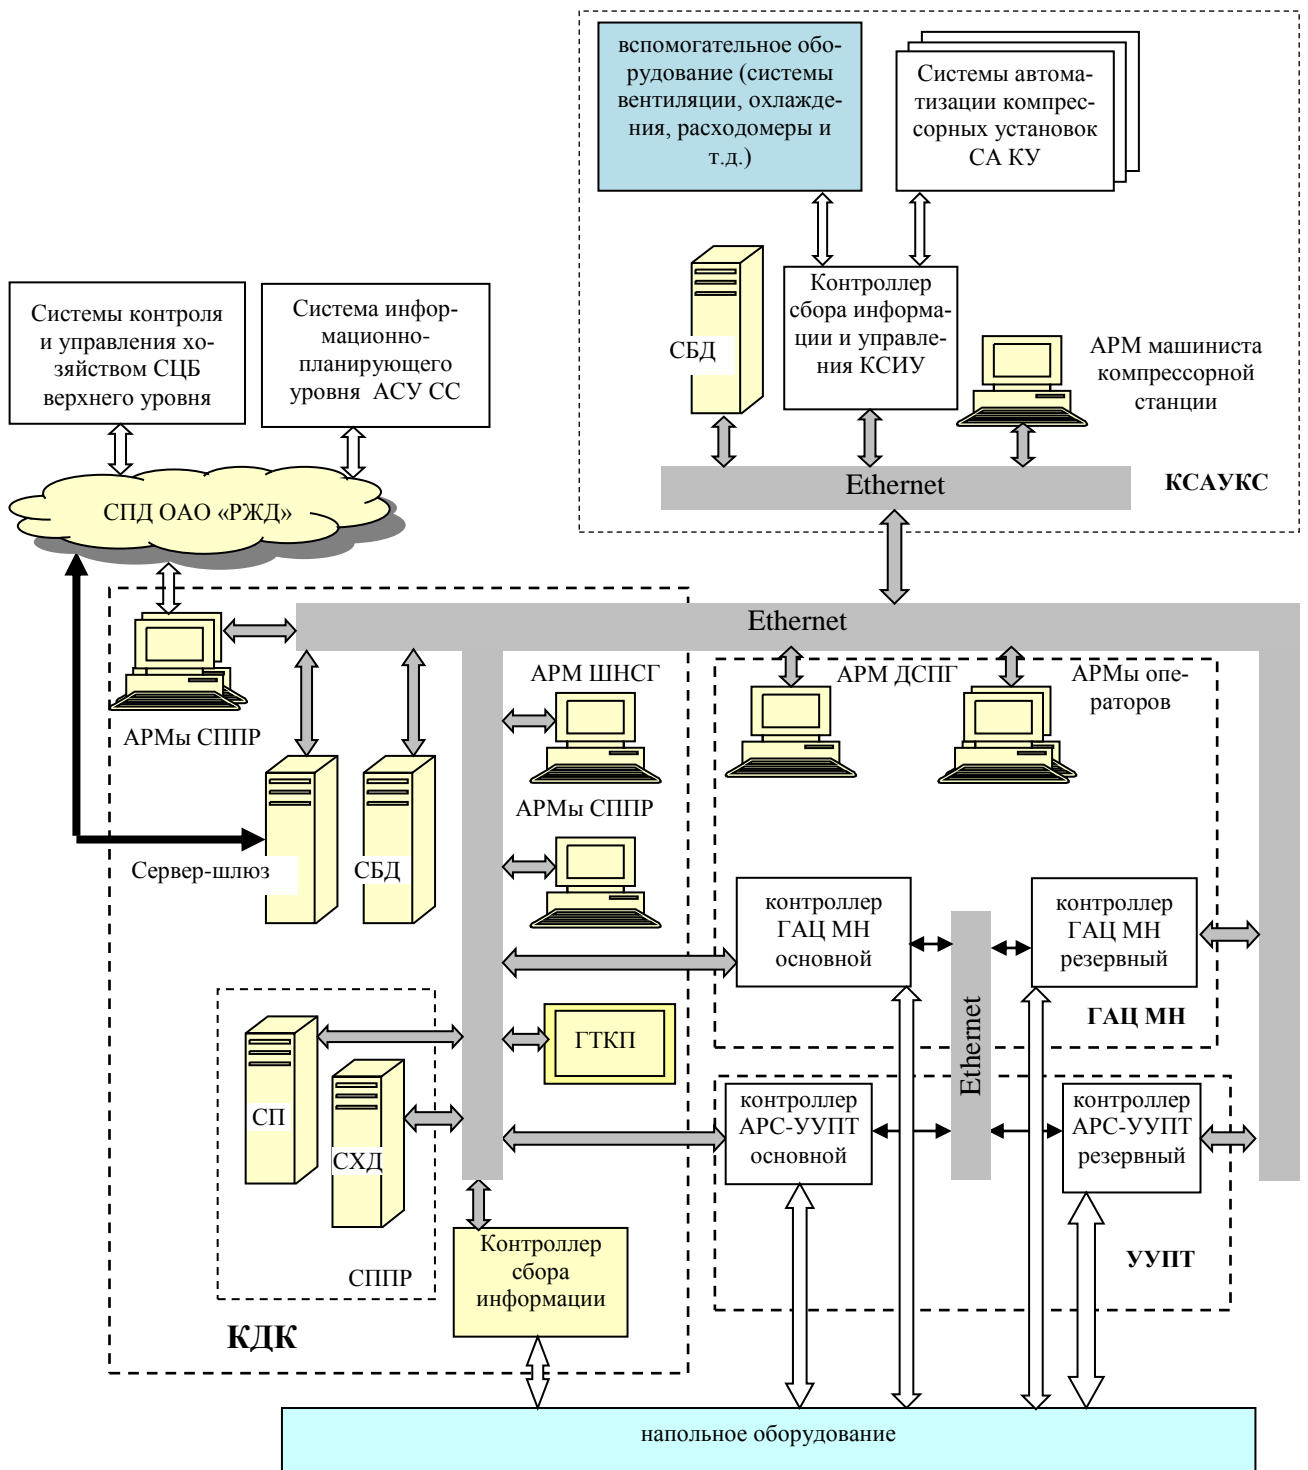 вспомогательное обо-
рудование (системы
вентиляции, охлажде-
ния, расходомеры и
т.д.)
Системы автома-
тизации компрес-
сорных установок
СА КУ
СБД
Контроллер
сбора информа-
ции и управле-
ния КСИУ
АРМ машиниста
компрессорной
станции
Ethernet
КСАУКС
Системы контроля
и управления хо-
зяйством СЦБ
верхнего уровня
Система инфор-
мационно-
планирующего
уровня АСУ СС
СПД ОАО «РЖД»
Ethernet
АРМы СППР
АРМ ШНСГ
АРМ ДСПГ
АРМы опе-
раторов
АРМы СППР
Сервер-шлюз
СБД
контроллер
ГАЦ МН
основной
контроллер
ГАЦ МН
резервный
Ethernet
ГАЦ МН
ГТКП
СП
СХД
СППР
контроллер
АРС-УУПТ
основной
контроллер
АРС-УУПТ
резервный
УУПТ
Контроллер
сбора
информации
КДК
напольное оборудование